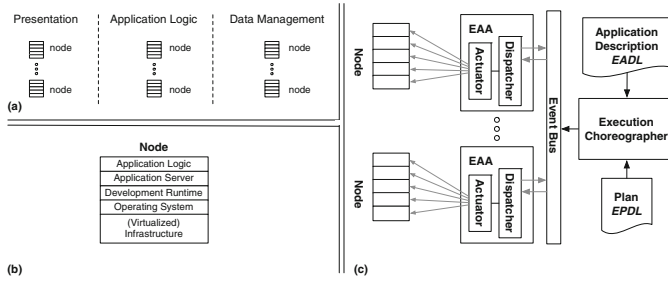 Presentation
Application Logic
Data Management
node
node
node
node
node
node
(a)
Node
Application Logic
Application Server
Development Runtime
Operating System
(Virtualized)
Infrastructure
(b)
Node
EAA
Actuator
Dispatcher
Node
EAA
Actuator
Dispatcher
Event Bus
Application
Description
EADL
Execution
Choreographer
Plan
EPDL
(c)